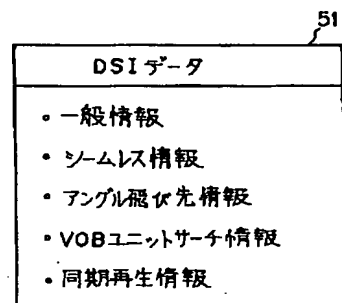 51
DSIデータ
・一般情報
・シームレス情報
・アングル飛び先情報
・VOBユニットサーチ情報
・同期再生情報